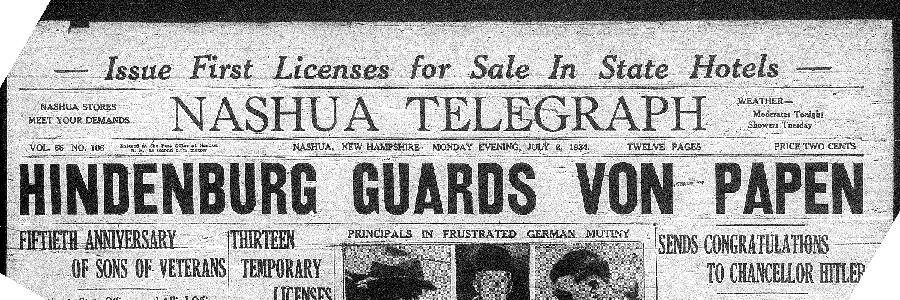 — Issue First Licenses for Sale In State Hotels —
NASHUA STORES
MEET YOUR DEMANDS
NASHUA TELEGRAPH
WEATHER—
Moderates Tonight
Showers Tuesday
VOL. 66 NO. 106
NASHUA, NEW HAMPSHIRE MONDAY EVENING, JULY 2, 1934.
TWELVE PAGES
PRICE TWO CENTS
HINDENBURG GUARDS VON PAPEN
FIFTIETH ANNIVERSARY
OF SONS OF VETERANS
THIRTEEN
TEMPORARY
LICENSES
PRINCIPALS IN FRUSTRATED GERMAN MUTINY
SENDS CONGRATULATIONS
TO CHANCELLOR HITLER